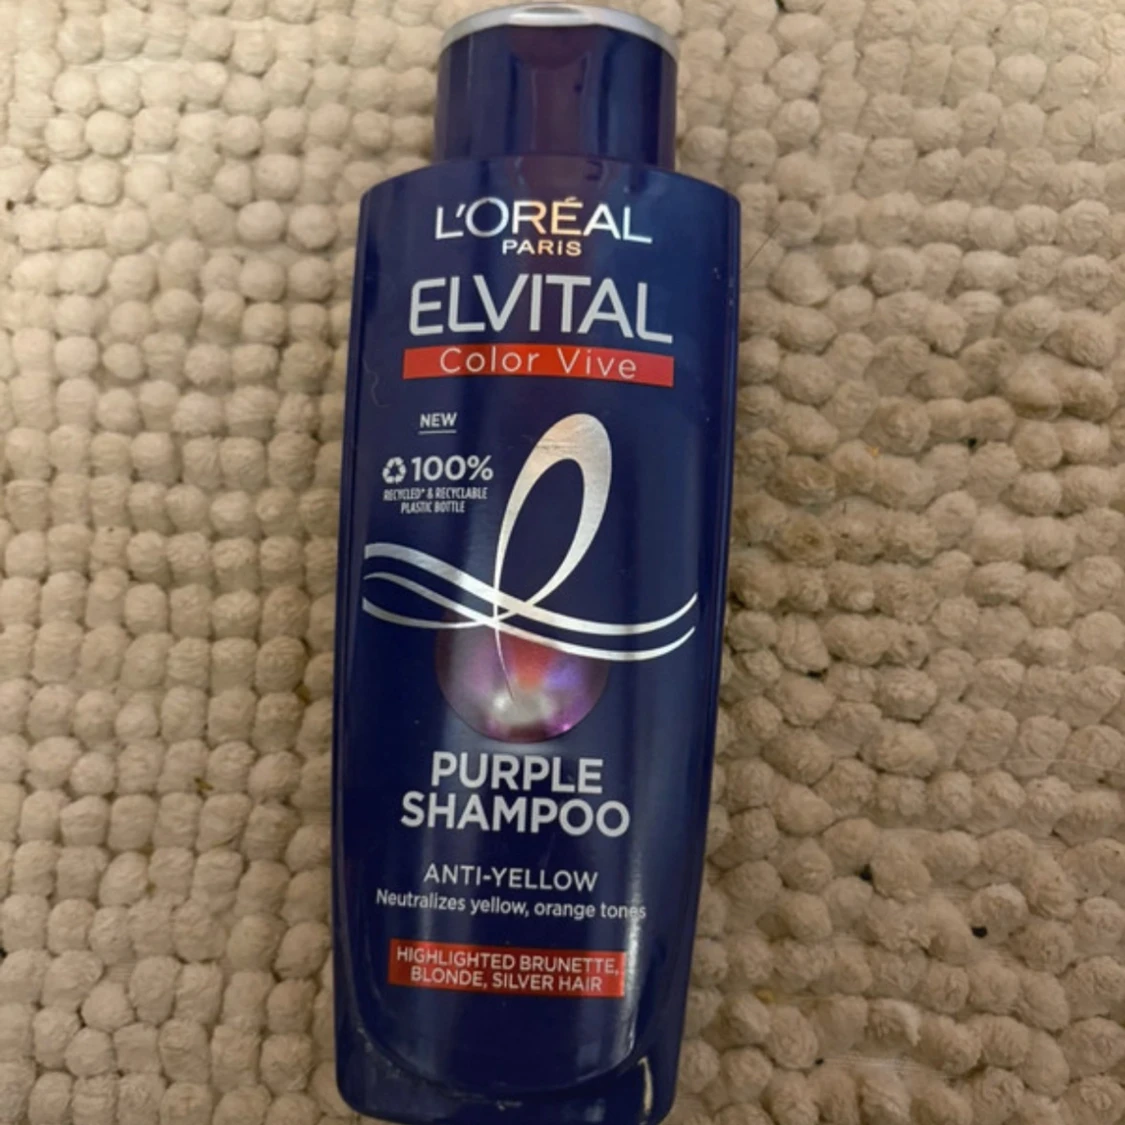 L'ORÉAL
PARIS
ELVITAL
Color Vive
NEW
100%
RECYCLED* & RECYCLABLE
PLASTIC BOTTLE
PURPLE
SHAMPOO
ANTI-YELLOW
Neutralizes yellow, orange tones
HIGHLIGHTED BRUNETTE,
BLONDE, SILVER HAIR